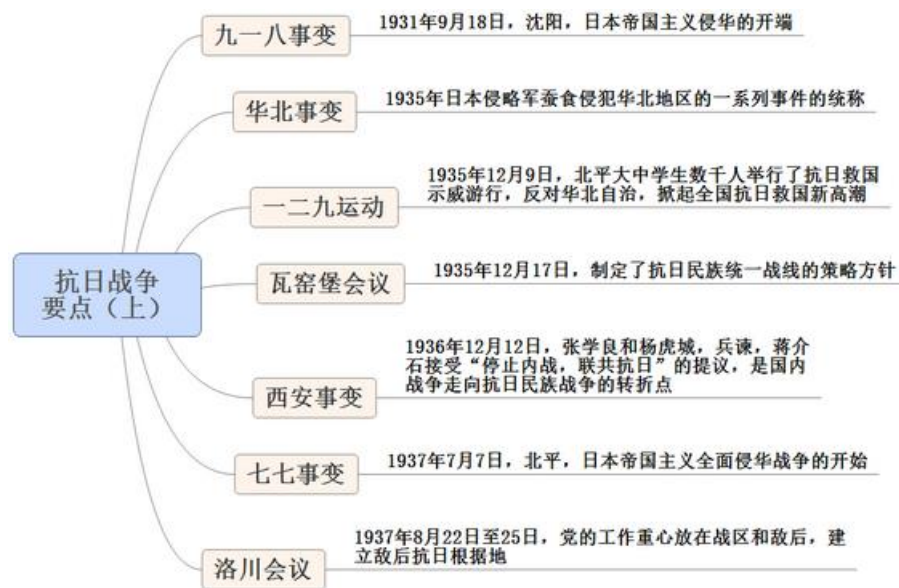 九一八事变
1931年9月18日，沈阳，日本帝国主义侵华的开端
华北事变
1935年日本侵略军蚕食侵犯华北地区的一系列事件的统称
一二九运动
1935年12月9日，北平大中学生数千人举行了抗日救国
示威游行，反对华北自治，掀起全国抗日救国新高潮
抗日战争
要点（上）
瓦窑堡会议
1935年12月17日，制定了抗日民族统一战线的策略方针
西安事变
1936年12月12日，张学良和杨虎城，兵谏，蒋介
石接受“停止内战，联共抗日”的提议，是国内
战争走向抗日民族战争的转折点
七七事变
1937年7月7日，北平，日本帝国主义全面侵华战争的开始
洛川会议
1937年8月22日至25日，党的工作重心放在战区和敌后，建
立敌后抗日根据地